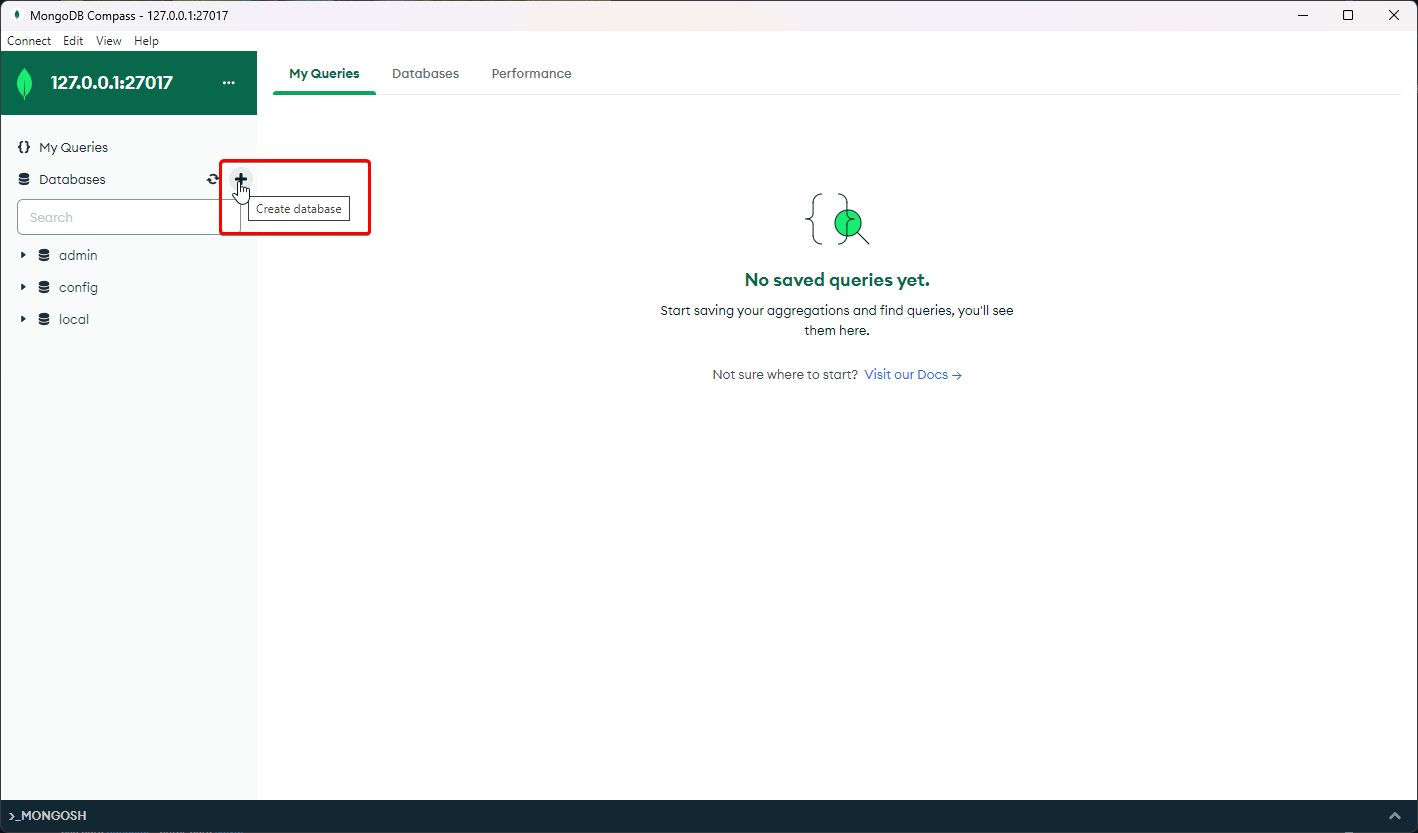 MongoDB Compass - 127.0.0.1:27017
Connect Edit View Help
127.0.0.1:27017 ...
My Queries Databases Performance
{} My Queries
Databases
Create database
Search
admin
config
local
No saved queries yet.
Start saving your aggregations and find queries, you'll see
them here.
Not sure where to start? Visit our Docs →
>_MONGOSH